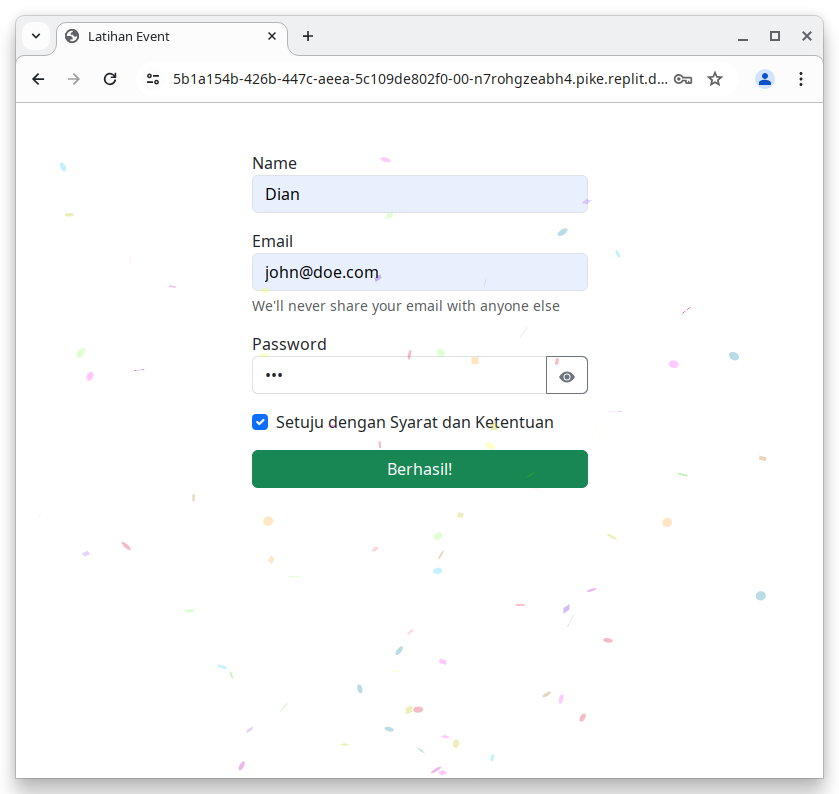 Latihan Event
5b1a154b-426b-447c-aeea-5c109de802f0-00-n7rohgzeabh4.pike.replit.d...
Name
Dian
Email
john@doe.com
We'll never share your email with anyone else
Password
•••
Setuju dengan Syarat dan Ketentuan
Berhasil!